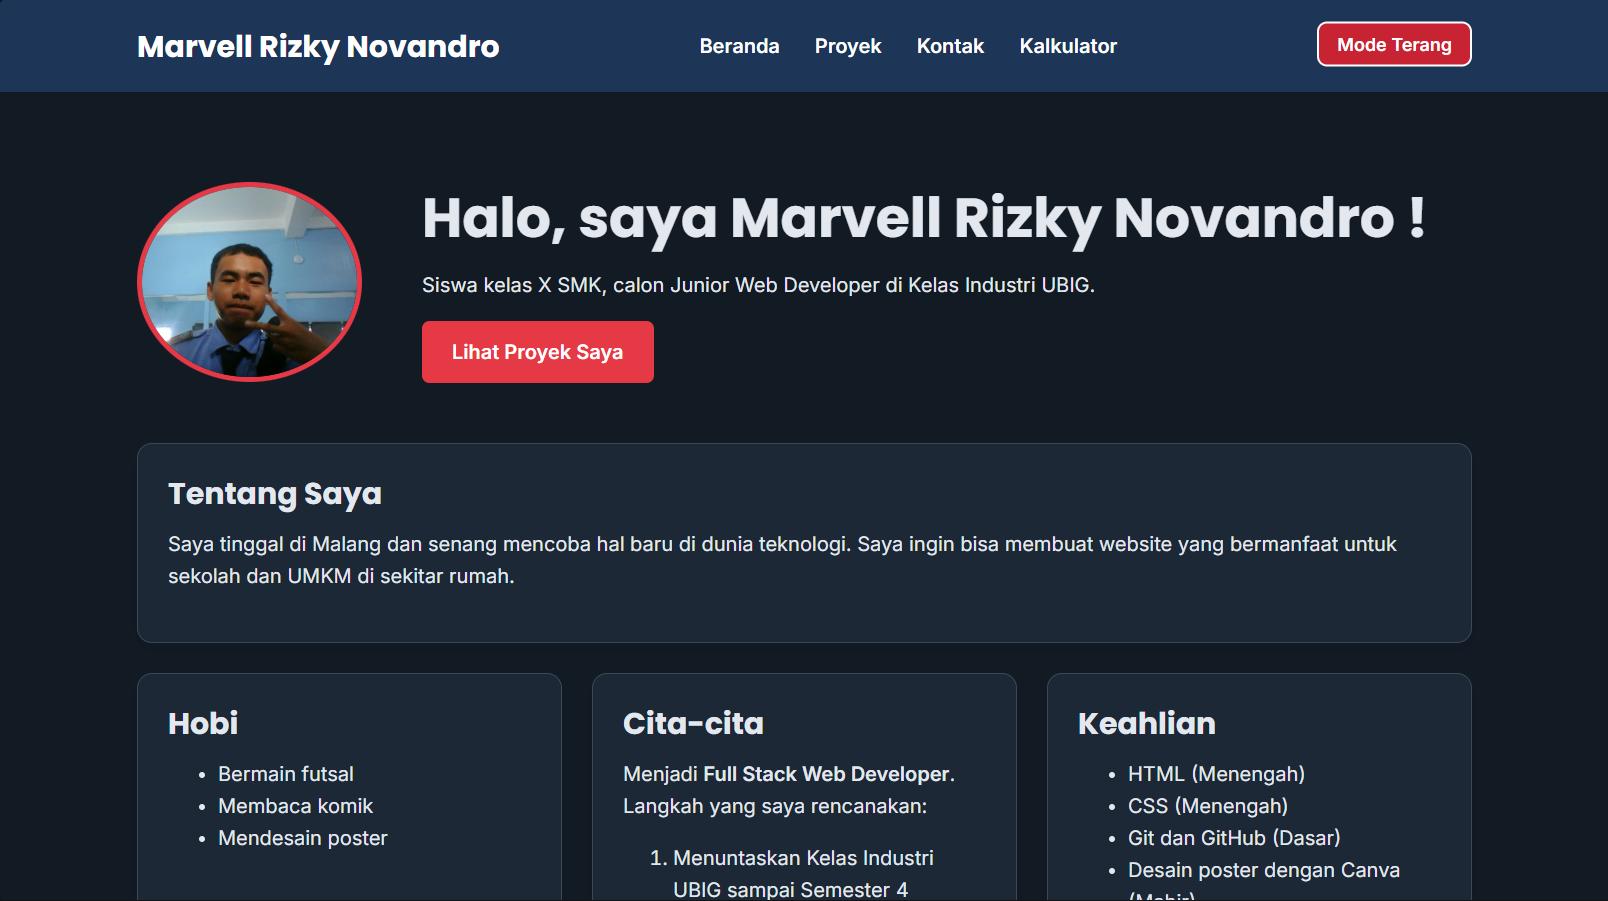 Marvell Rizky Novandro
Beranda Proyek Kontak Kalkulator
Mode Terang
Halo, saya Marvell Rizky Novandro !
Siswa kelas X SMK, calon Junior Web Developer di Kelas Industri UBIG.
Lihat Proyek Saya
Tentang Saya
Saya tinggal di Malang dan senang mencoba hal baru di dunia teknologi. Saya ingin bisa membuat website yang bermanfaat untuk
sekolah dan UMKM di sekitar rumah.
Hobi
• Bermain futsal
• Membaca komik
• Mendesain poster
Cita-cita
Menjadi Full Stack Web Developer.
Langkah yang saya rencanakan:
1. Menuntaskan Kelas Industri
UBIG sampai Semester 4
Keahlian
• HTML (Menengah)
• CSS (Menengah)
• Git dan GitHub (Dasar)
• Desain poster dengan Canva